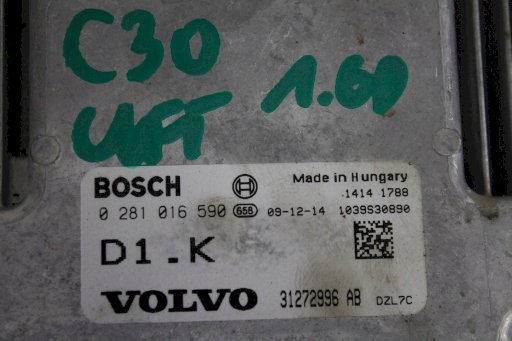 C30
UFT 1.6D
BOSCH Made in Hungary
1414 1788
0 281 016 590 658 09-12-14 1039S30890
D1.K
VOLVO 31272996 AB DZL7C